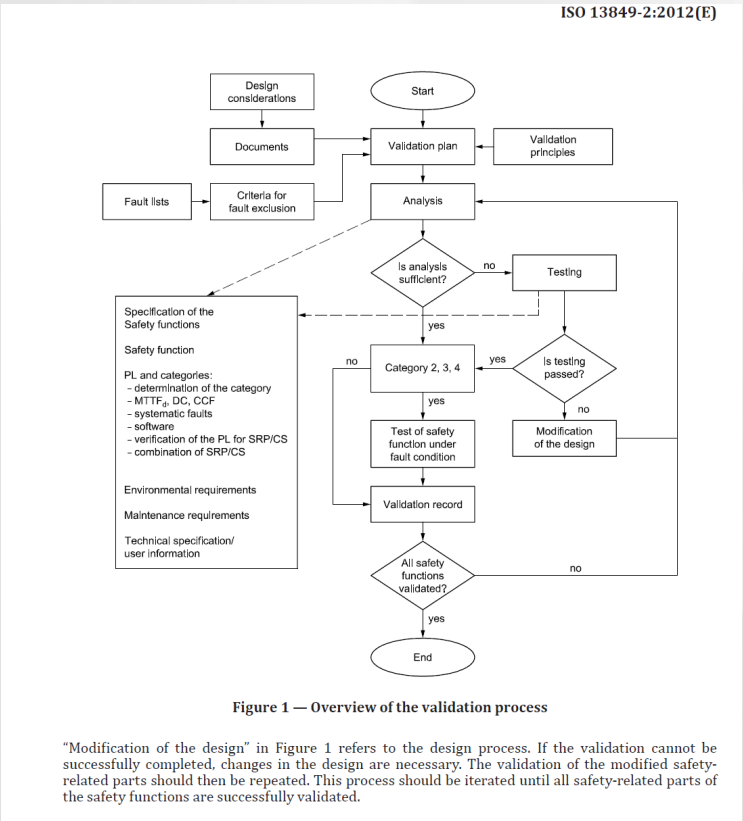 ISO 13849-2:2012(E)
Design
considerations
Start
Documents
Validation plan
Validation
principles
Fault lists
Criteria for
fault exclusion
Analysis
Is analysis
sufficient?
no
Testing
yes
Specification of the
Safety functions
Safety function
PL and categories:
- determination of the category
- MTTFd, DC, CCF
- systematic faults
- software
- verification of the PL for SRP/CS
- combination of SRP/CS
Environmental requirements
Maintenance requirements
Technical specification/
user information
no
Category 2, 3, 4
yes
Is testing
passed?
yes
no
Test of safety
function under
fault condition
Modification
of the design
Validation record
All safety
functions
validated?
no
yes
End
Figure 1 — Overview of the validation process
“Modification of the design” in Figure 1 refers to the design process. If the validation cannot be
successfully completed, changes in the design are necessary. The validation of the modified safety-
related parts should then be repeated. This process should be iterated until all safety-related parts of
the safety functions are successfully validated.